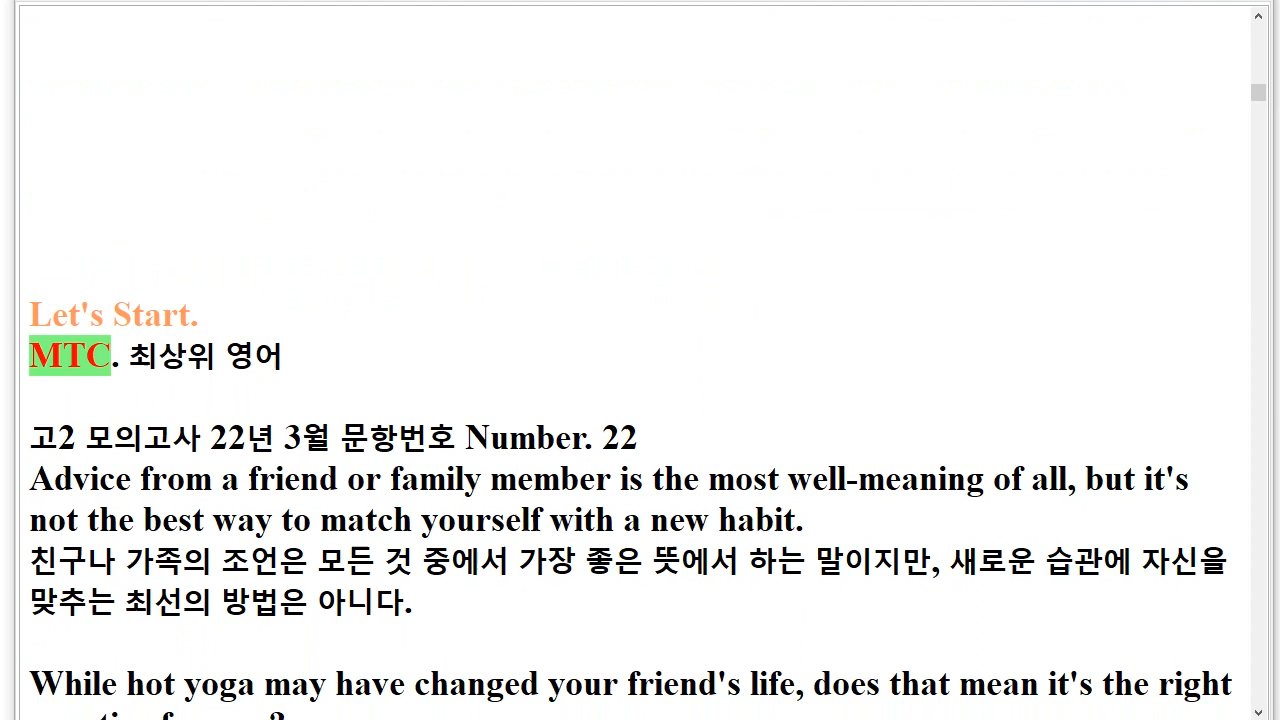 Let's Start.
MTC. 최상위 영어
고2 모의고사 22년 3월 문항번호 Number. 22
Advice from a friend or family member is the most well-meaning of all, but it's
not the best way to match yourself with a new habit.
친구나 가족의 조언은 모든 것 중에서 가장 좋은 뜻에서 하는 말이지만, 새로운 습관에 자신을
맞추는 최선의 방법은 아니다.
While hot yoga may have changed your friend's life, does that mean it's the right